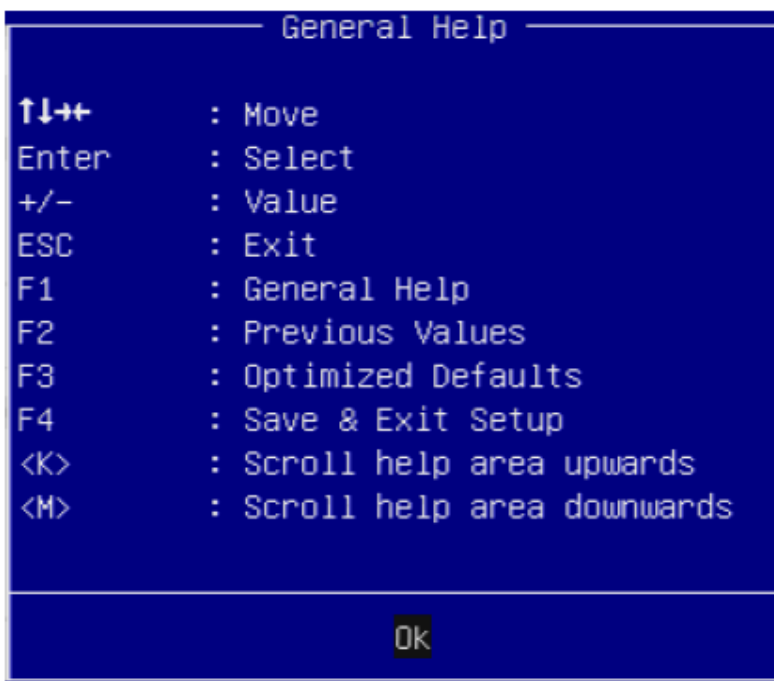 General Help
↑↓→← : Move
Enter : Select
+/- : Value
ESC : Exit
F1 : General Help
F2 : Previous Values
F3 : Optimized Defaults
F4 : Save & Exit Setup
<K> : Scroll help area upwards
<M> : Scroll help area downwards
Ok